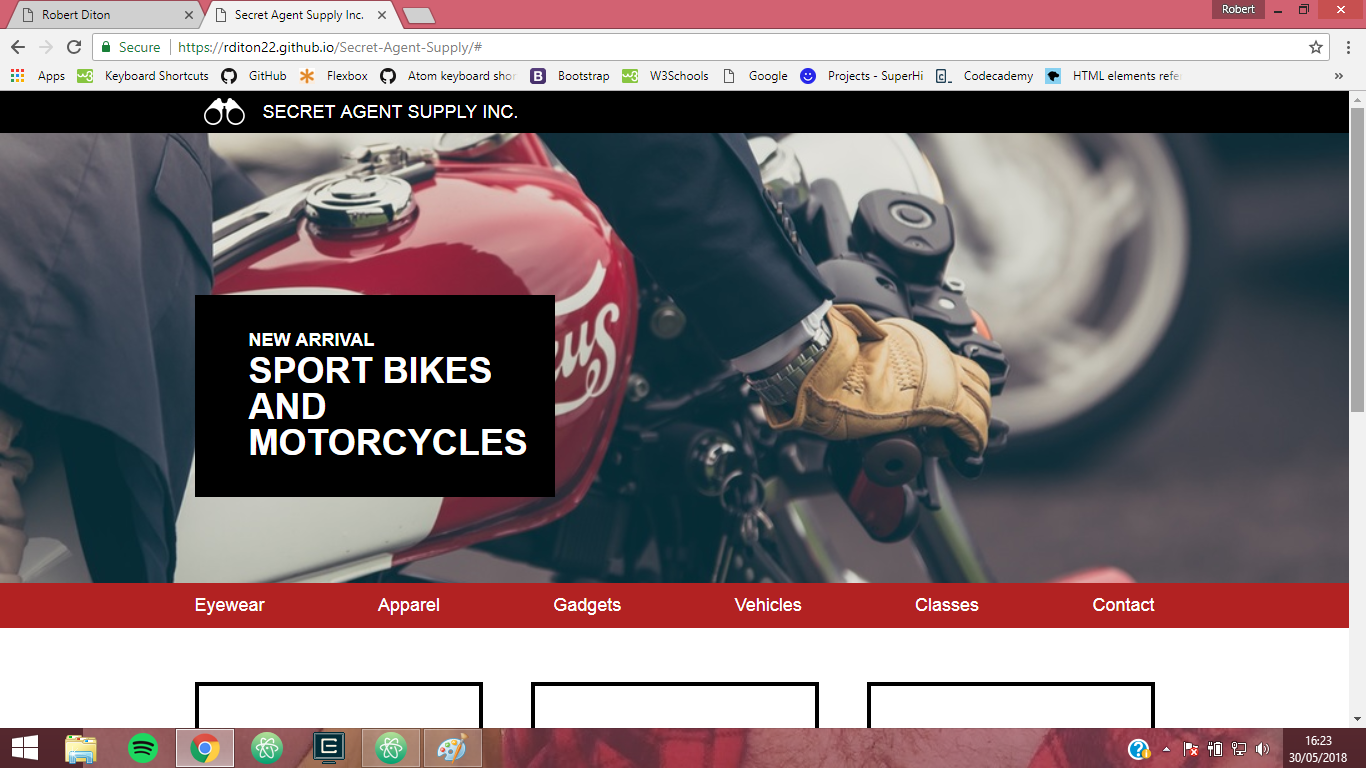 Robert Diton
Secret Agent Supply Inc.
Robert
Secure
https://rditon22.github.io/Secret-Agent-Supply/#
Apps
Keyboard Shortcuts
GitHub
Flexbox
Atom keyboard shor
Bootstrap
W3Schools
Google
Projects - SuperHi
Codecademy
HTML elements refe
SECRET AGENT SUPPLY INC.
NEW ARRIVAL
SPORT BIKES
AND
MOTORCYCLES
Eyewear
Apparel
Gadgets
Vehicles
Classes
Contact
16:23
30/05/2018